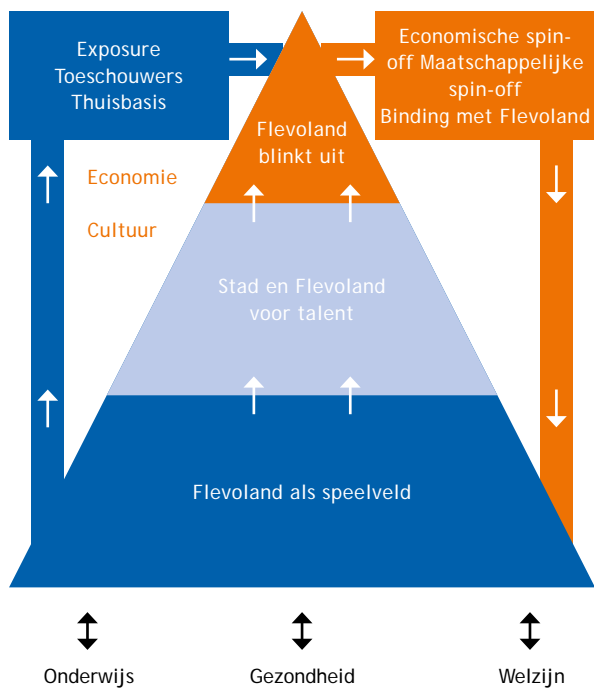 Exposure
Toeschouwers
Thuisbasis
Economische spin-
off Maatschappelijke
spin-off
Binding met Flevoland
Flevoland
blinkt uit
Economie
Cultuur
Stad en Flevoland
voor talent
Flevoland als speelveld
Onderwijs
Gezondheid
Welzijn